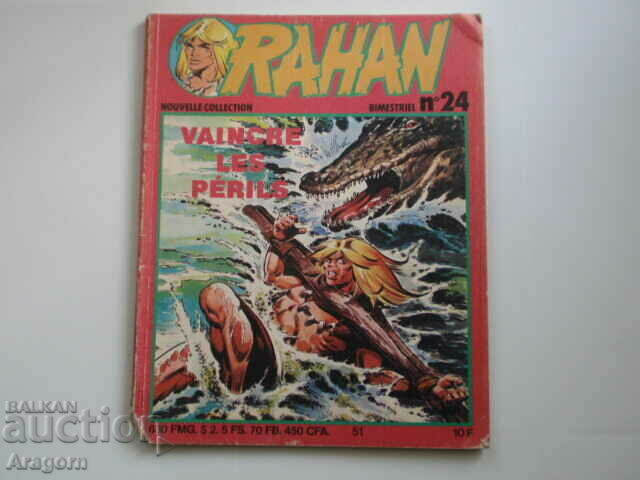 RAHAN
NOUVELLE COLLECTION
BIMESTRIEL n°24
VAINCRE
LES
PÉRILS
BALKAN
auction
Aragorn
FMG. $ 2. 5 FS. 70 FB. 450 CFA. 51 10 F